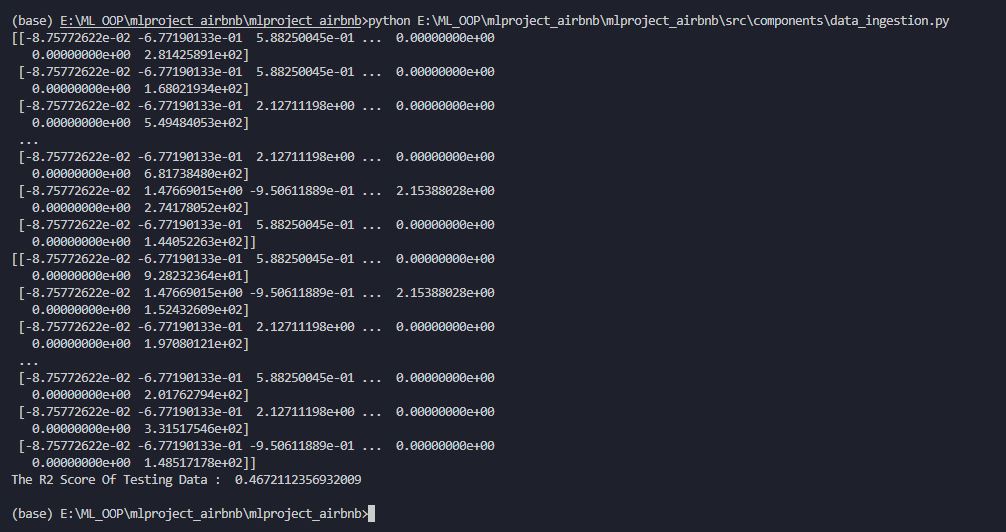 (base) E:\ML_OOP\mlproject_airbnb\mlproject_airbnb>python E:\ML_OOP\mlproject_airbnb\mlproject_airbnb\src\components\data_ingestion.py
[[-8.75772622e-02 -6.77190133e-01  5.88250045e-01 ...  0.00000000e+00
   0.00000000e+00  2.81425891e+02]
 [-8.75772622e-02 -6.77190133e-01  5.88250045e-01 ...  0.00000000e+00
   0.00000000e+00  1.68021934e+02]
 [-8.75772622e-02 -6.77190133e-01  2.12711198e+00 ...  0.00000000e+00
   0.00000000e+00  5.49484053e+02]
 ...
 [-8.75772622e-02 -6.77190133e-01  2.12711198e+00 ...  0.00000000e+00
   0.00000000e+00  6.81738480e+02]
 [-8.75772622e-02  1.47669015e+00 -9.50611889e-01 ...  2.15388028e+00
   0.00000000e+00  2.74178052e+02]
 [-8.75772622e-02 -6.77190133e-01  5.88250045e-01 ...  0.00000000e+00
   0.00000000e+00  1.44052263e+02]]
[[-8.75772622e-02 -6.77190133e-01  5.88250045e-01 ...  0.00000000e+00
   0.00000000e+00  9.28232364e+01]
 [-8.75772622e-02  1.47669015e+00 -9.50611889e-01 ...  2.15388028e+00
   0.00000000e+00  1.52432609e+02]
 [-8.75772622e-02 -6.77190133e-01  2.12711198e+00 ...  0.00000000e+00
   0.00000000e+00  1.97080121e+02]
 ...
 [-8.75772622e-02 -6.77190133e-01  5.88250045e-01 ...  0.00000000e+00
   0.00000000e+00  2.01762794e+02]
 [-8.75772622e-02 -6.77190133e-01  2.12711198e+00 ...  0.00000000e+00
   0.00000000e+00  3.31517546e+02]
 [-8.75772622e-02 -6.77190133e-01 -9.50611889e-01 ...  0.00000000e+00
   0.00000000e+00  1.48517178e+02]]
The R2 Score Of Testing Data :  0.4672112356932009
(base) E:\ML_OOP\mlproject_airbnb\mlproject_airbnb>